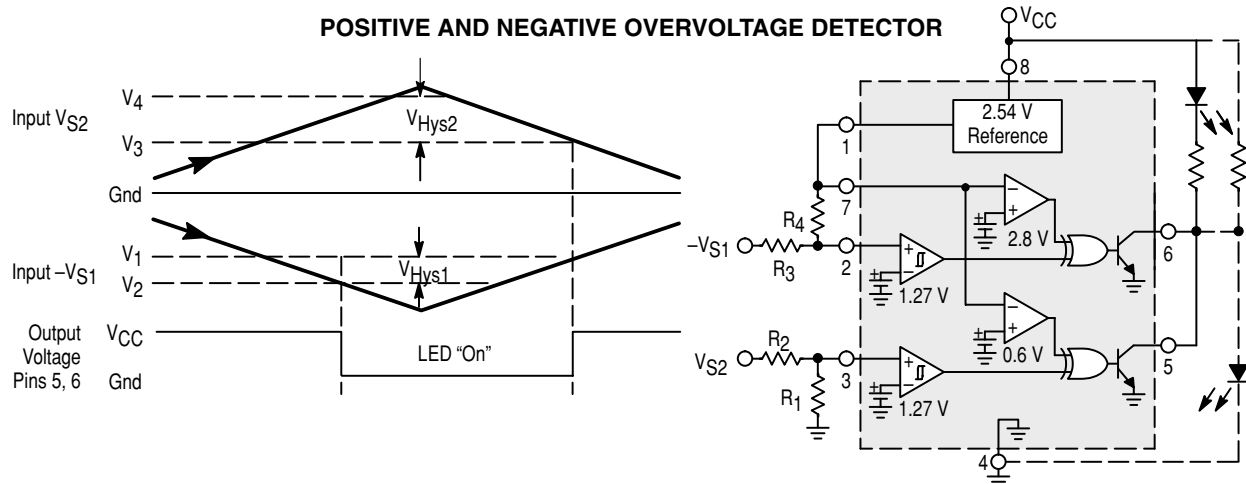 POSITIVE AND NEGATIVE OVERVOLTAGE DETECTOR
Input VS2
V4
V3
VHys2
Gnd
Input –VS1
V1
V2
VHys1
Output
Voltage
Pins 5, 6
VCC
Gnd
LED “On”
VCC
8
2.54 V
Reference
1
7
R4
–VS1
R3
2
+
–
1.27 V
–
+
2.8 V
6
–
+
0.6 V
5
VS2
R2
3
R1
+
–
1.27 V
4